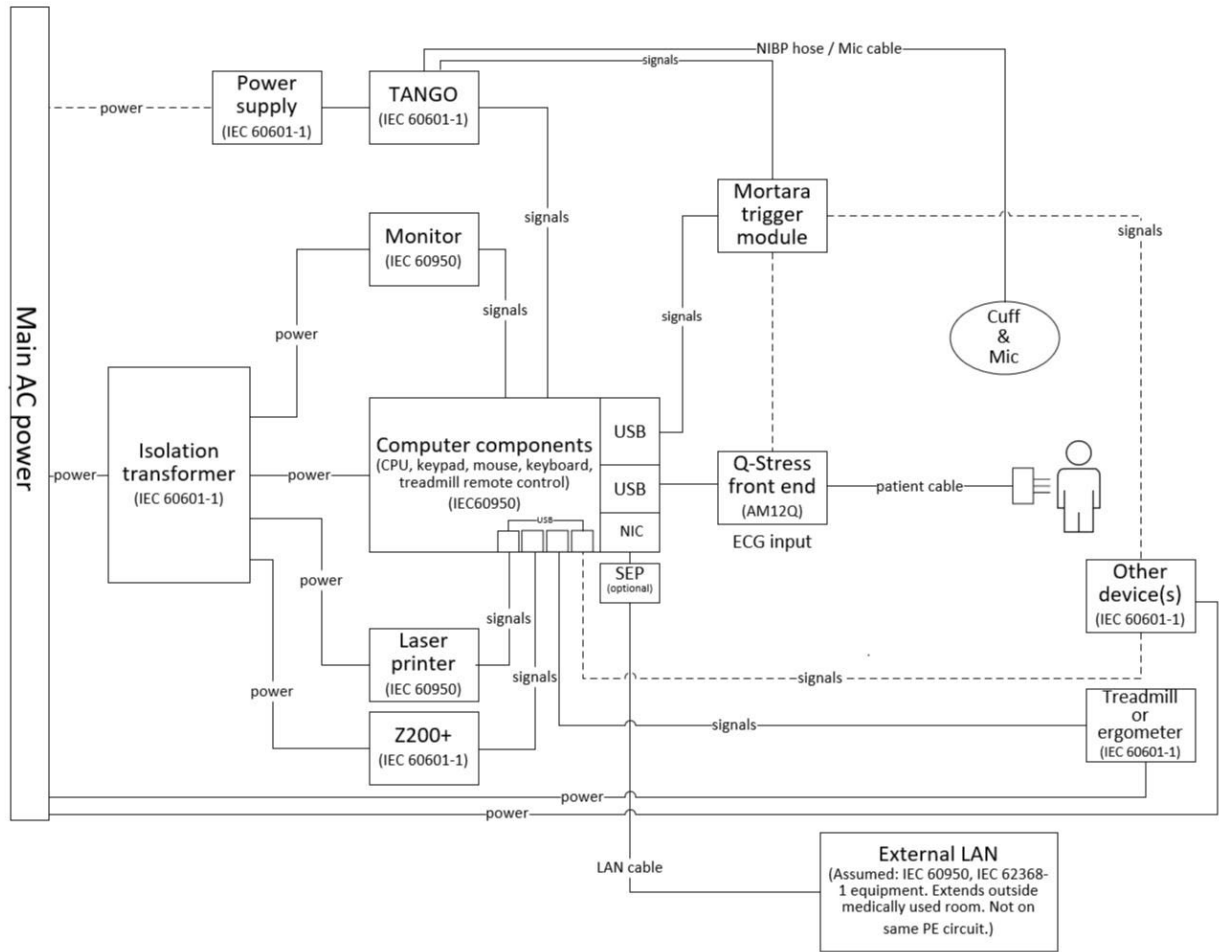 NIBP hose / Mic cable
signals
Power
supply
(IEC 60601-1)
TANGO
(IEC 60601-1)
power
Mortara
trigger
module
signals
signals
Monitor
(IEC 60950)
signals
signals
power
Cuff
&
Mic
Main AC power
Isolation
transformer
(IEC 60601-1)
power
power
Computer components
(CPU, keypad, mouse, keyboard,
treadmill remote control)
(IEC60950)
USB
USB
USB
NIC
Q-Stress
front end
(AM12Q)
ECG input
patient cable
SEP
(optional)
power
signals
Other
device(s)
(IEC 60601-1)
Laser
printer
(IEC 60950)
signals
signals
power
Z200+
(IEC 60601-1)
signals
Treadmill
or
ergometer
(IEC 60601-1)
power
power
LAN cable
External LAN
(Assumed: IEC 60950, IEC 62368-
1 equipment. Extends outside
medically used room. Not on
same PE circuit.)